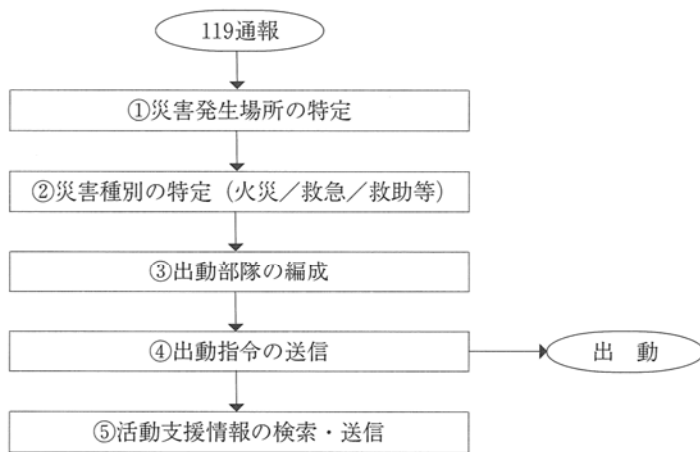 119通報
①災害発生場所の特定
②災害種別の特定（火災／救急／救助等）
③出動部隊の編成
④出動指令の送信
出　動
⑤活動支援情報の検索・送信